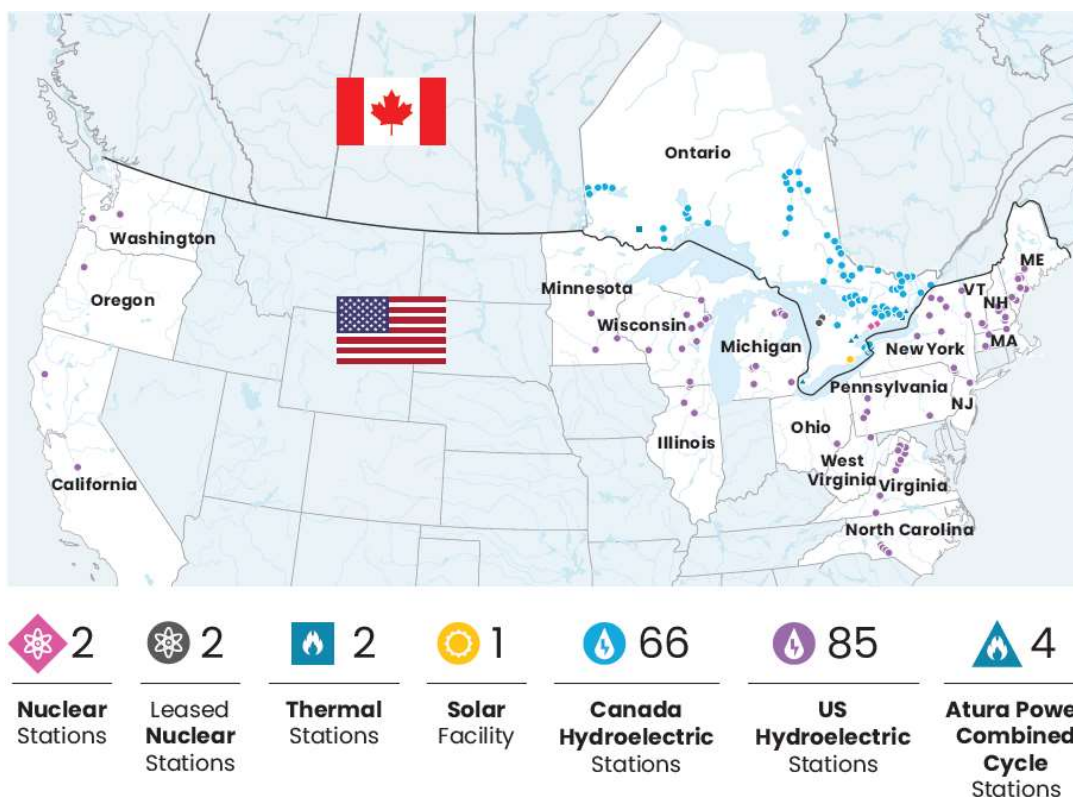 Ontario
Washington
Oregon
Minnesota
Wisconsin
Michigan
ME
VT
NH
MA
New York
Pennsylvania
NJ
Ohio
Illinois
West
Virginia
Virginia
California
North Carolina
2
2
2
1
66
85
4
Nuclear
Stations
Leased
Nuclear
Stations
Thermal
Stations
Solar
Facility
Canada
Hydroelectric
Stations
US
Hydroelectric
Stations
Atura Powe
Combined
Cycle
Stations